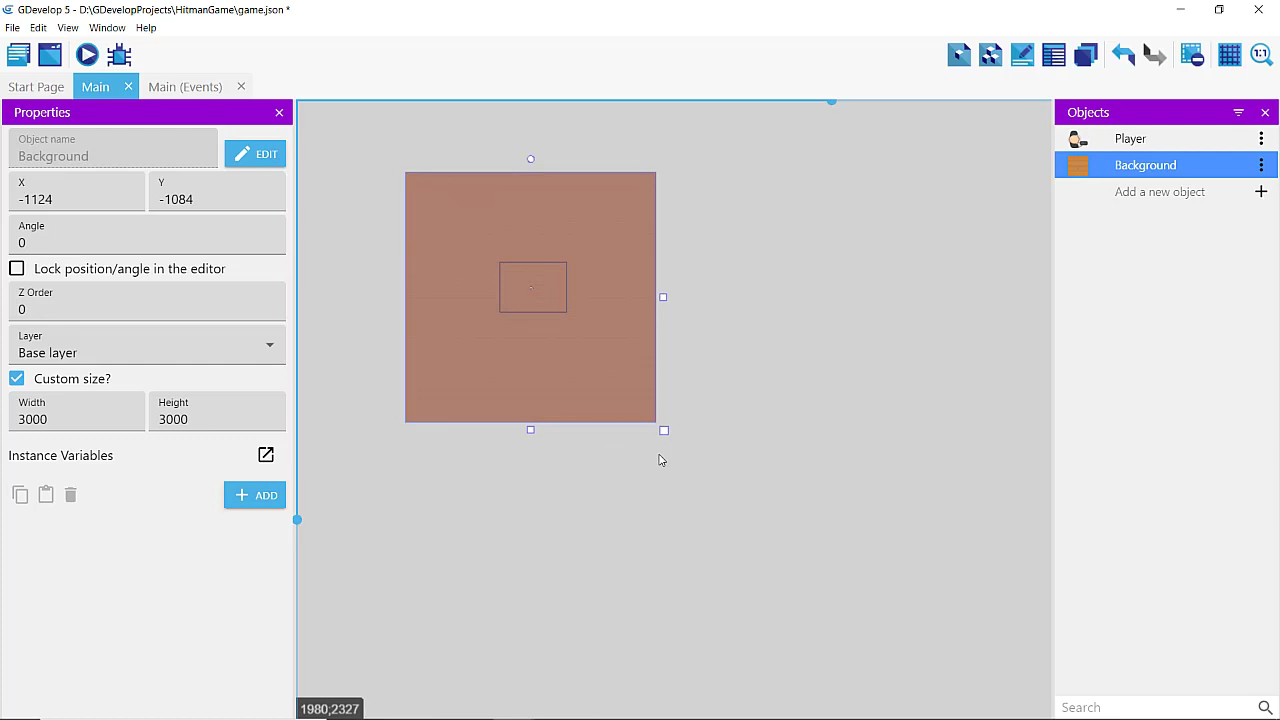 GDevelop 5 - D:\GDevelopProjects\HitmanGame\game.json *
File Edit View Window Help
1:1
Start Page Main Main (Events)
Properties
Object name
Background
EDIT
X Y
-1124 -1084
Angle
0
Lock position/angle in the editor
Z Order
0
Layer
Base layer
Custom size?
Width Height
3000 3000
Instance Variables
ADD
1980;2327
Objects
Player
Background
Add a new object
Search